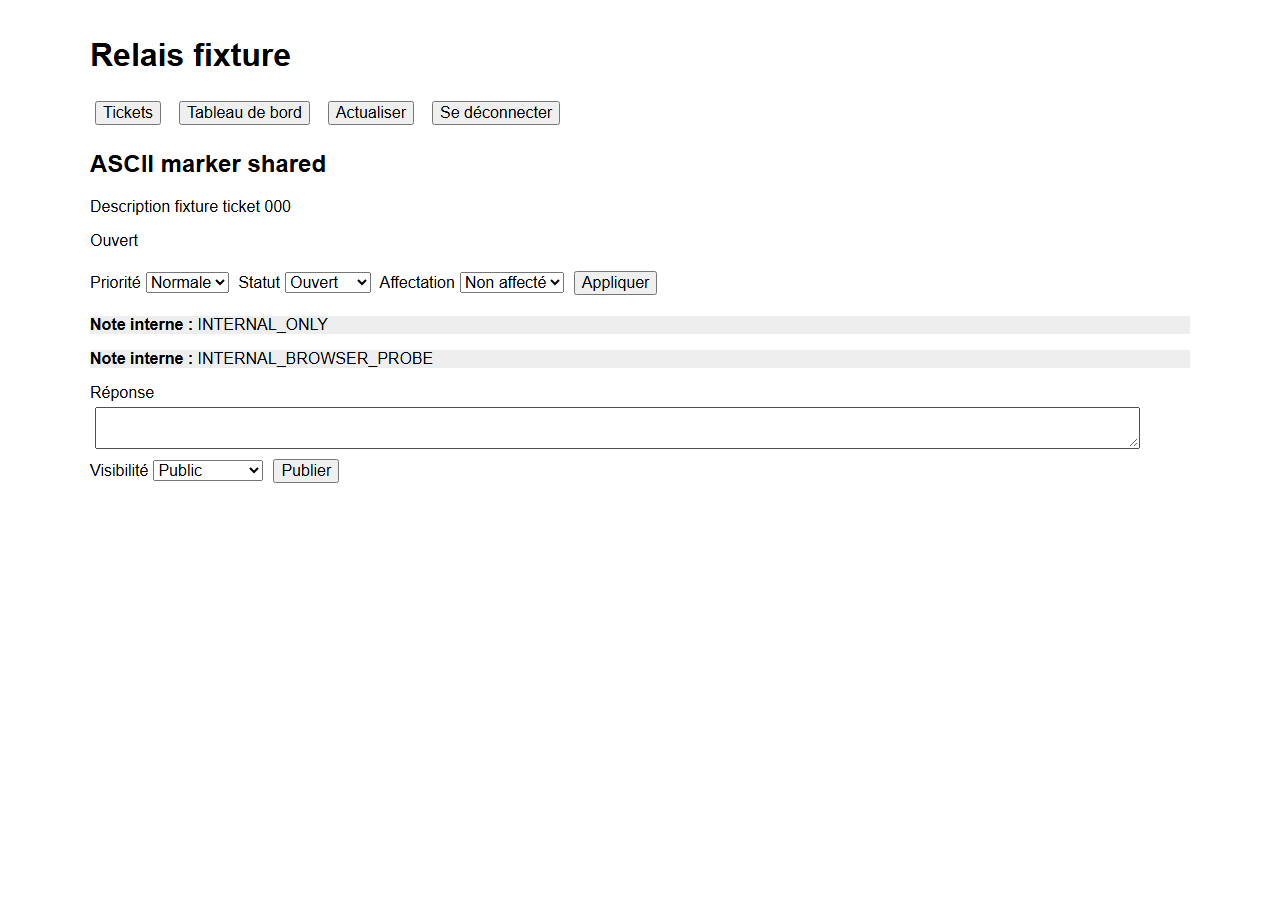 Relais fixture
Tickets Tableau de bord Actualiser Se déconnecter
ASCII marker shared
Description fixture ticket 000
Ouvert
Priorité Normale Statut Ouvert Affectation Non affecté Appliquer
Note interne : INTERNAL_ONLY
Note interne : INTERNAL_BROWSER_PROBE
Réponse
Visibilité Public Publier